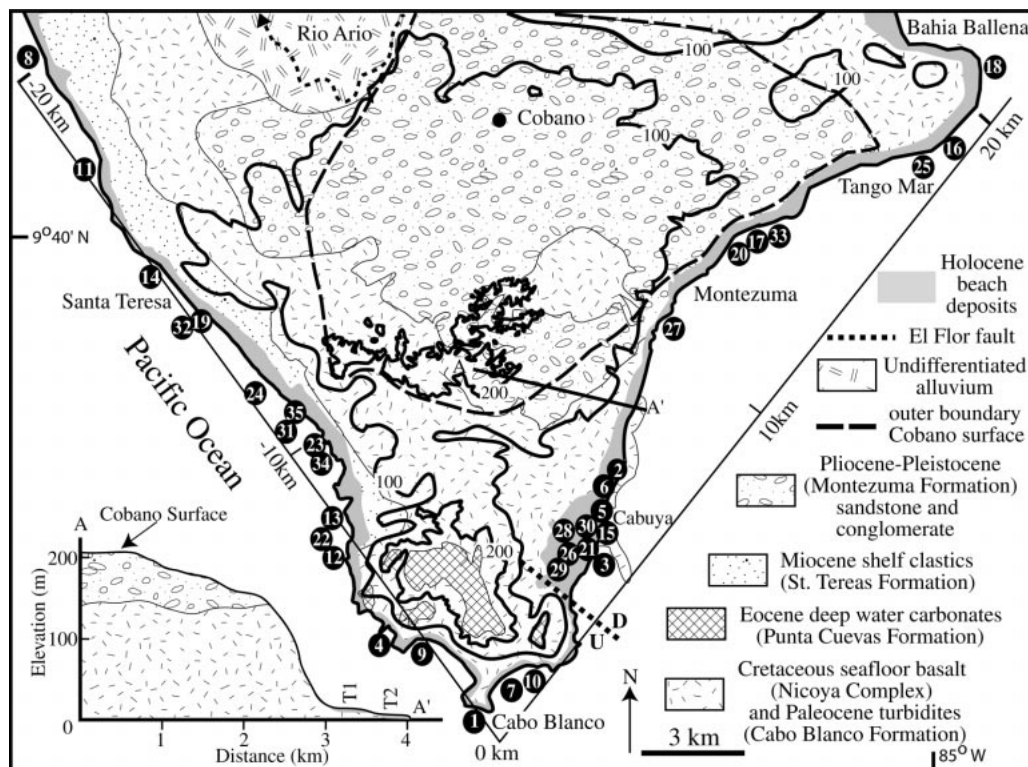 Bahia Ballena
Rio Ario
8
100
100
18
-20 km
Cobano
100
20 km
16
11
25
Tango Mar
9°40' N
17
33
20
14
Santa Teresa
Montezuma
Holocene
beach
deposits
32
19
27
El Flor fault
Pacific Ocean
Undifferentiated
alluvium
A
200
A'
24
10km
outer boundary
Cobano surface
35
31
23
-10km
34
2
Pliocene-Pleistocene
(Montezuma Formation)
sandstone and
conglomerate
100
6
13
5
Cabuya
A
Cobano Surface
22
28
30
15
12
200
26
21
3
29
Miocene shelf clastics
(St. Tereas Formation)
200
Elevation (m)
100
0
D
U
Eocene deep water carbonates
(Punta Cuevas Formation)
4
9
T1
T2
A'
7
10
N
Cretaceous seafloor basalt
(Nicoya Complex)
and Paleocene turbidites
(Cabo Blanco Formation)
1
Cabo Blanco
1
2
3
4
Distance (km)
0 km
3 km
85° W